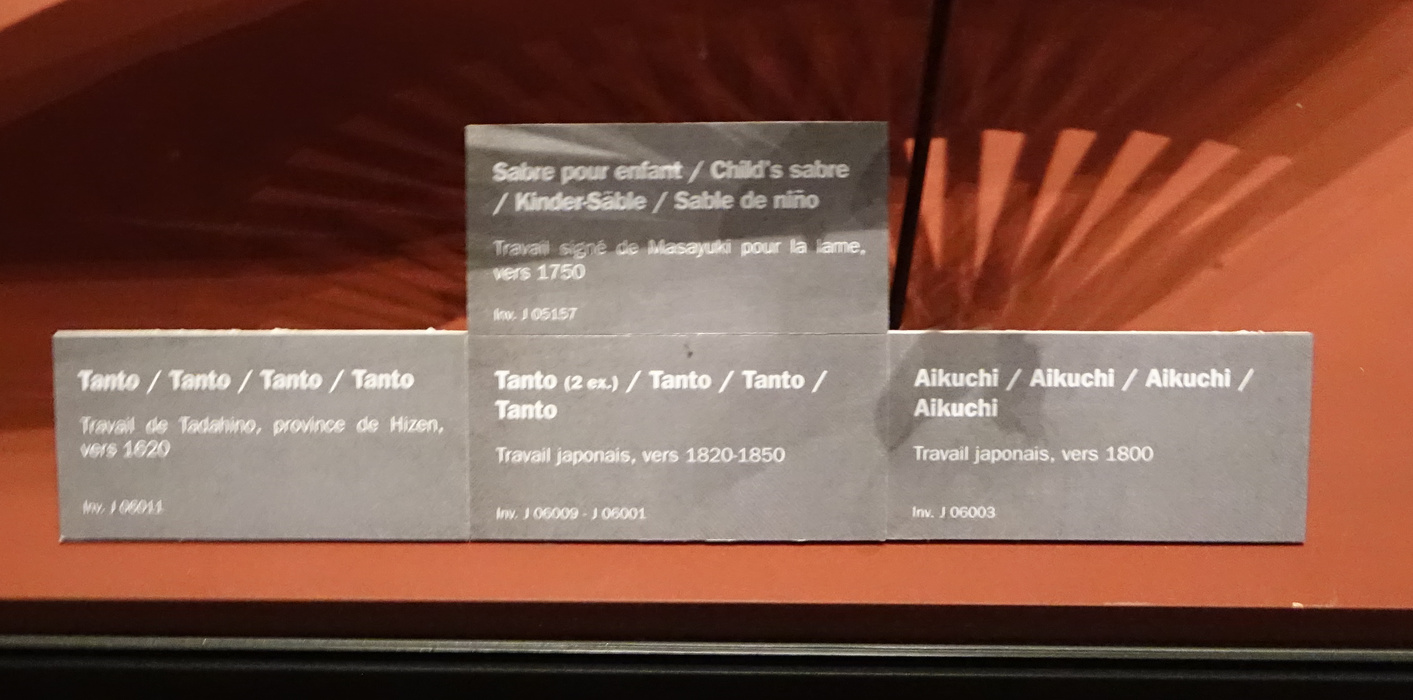 Sabre pour enfant / Child's sabre
/ Kinder-Säble / Sable de niño
Travail signé de Masayuki pour la lame,
vers 1750
Inv. J 05157
Tanto / Tanto / Tanto / Tanto
Travail de Tadahino, province de Hizen,
vers 1620
Inv. J 06011
Tanto (2 ex.) / Tanto / Tanto /
Tanto
Travail japonais, vers 1820-1850
Inv. J 06009 - J 06001
Aikuchi / Aikuchi / Aikuchi /
Aikuchi
Travail japonais, vers 1800
Inv. J 06003